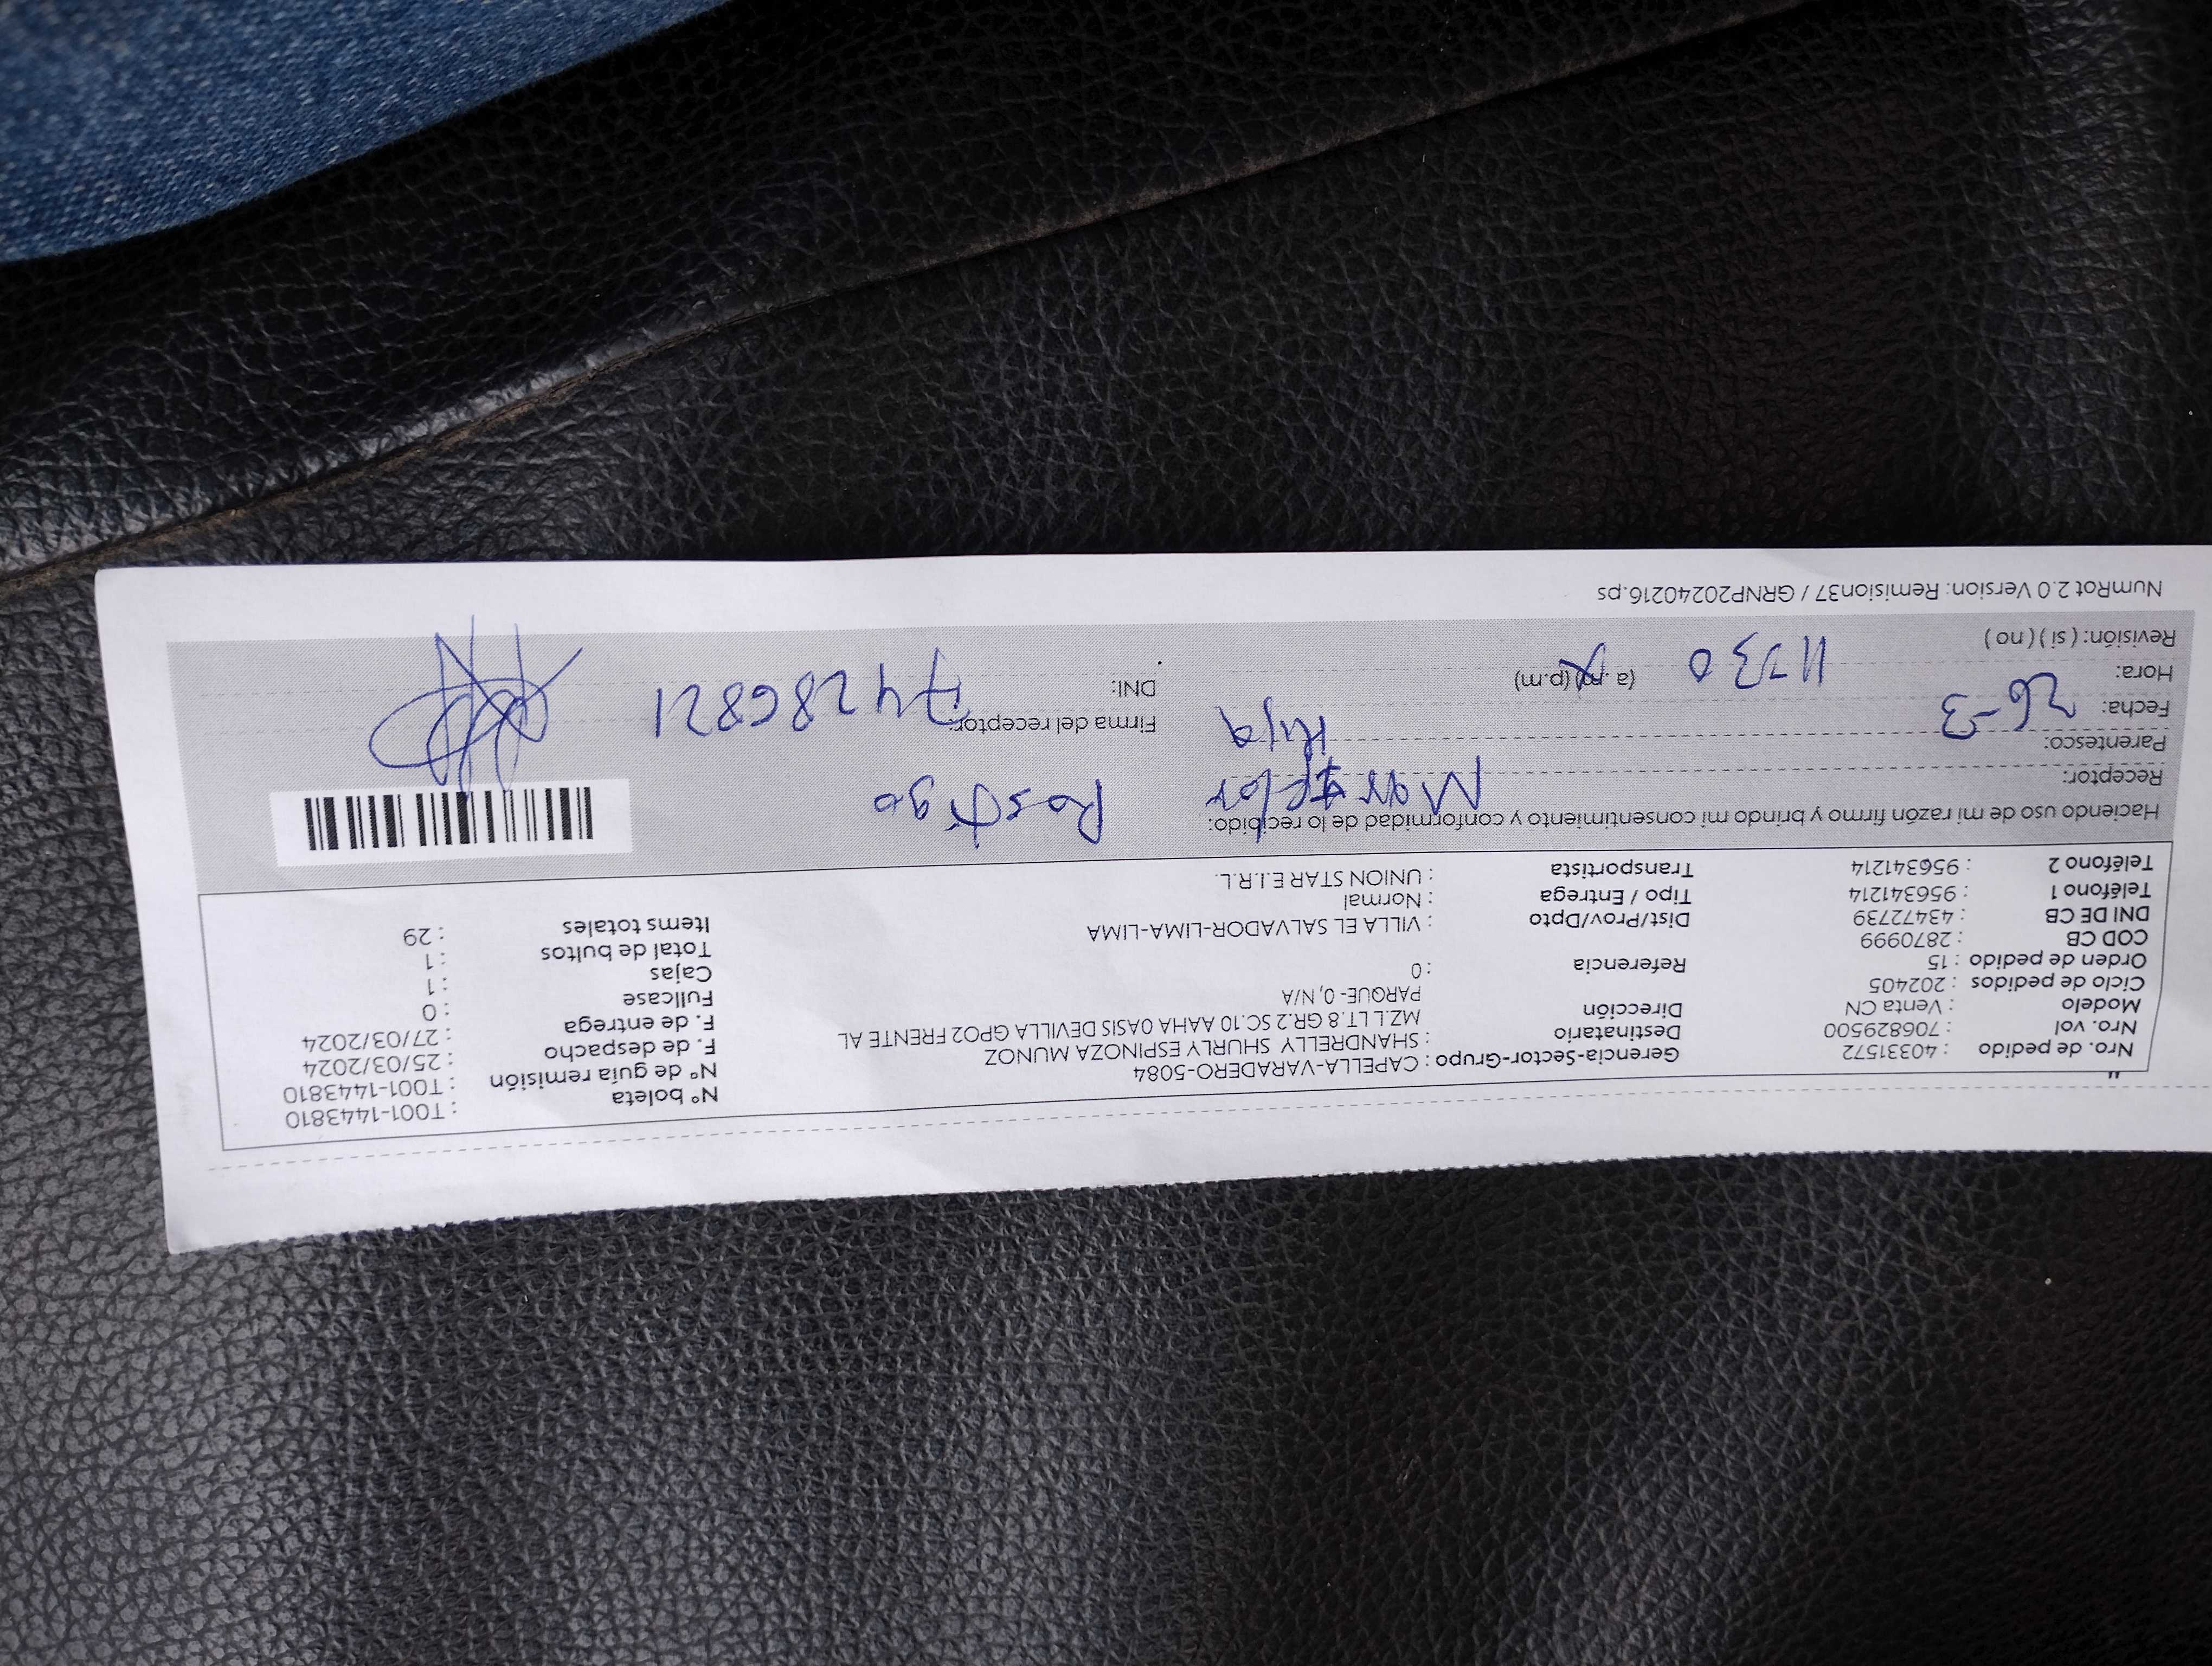 Nro. de pedido : 40331572
Nro. vol : 706829500
Modelo : Venta CN
Ciclo de pedidos : 202405
Orden de pedido : 15
COD CB : 2870999
DNI DE CB : 43472739
Teléfono 1 : 956341214
Teléfono 2 : 956341214
Gerencia-Sector-Grupo : CAPELLA-VARADERO-5084
Destinatario : SHANDRELLY SHURLY ESPINOZA MUNOZ
Dirección MZ.L LT.8 GR.2 SC.10 AAHA OASIS DEVILLA GPO2 FRENTE AL
PARQUE- 0, N/A
Referencia : 0
Dist/Prov/Dpto : VILLA EL SALVADOR-LIMA-LIMA
Tipo / Entrega : Normal
Transportista : UNION STAR E.I.R.L.
N° boleta : T001-1443810
N° de guía remisión : T001-1443810
F. de despacho : 25/03/2024
F. de entrega : 27/03/2024
Fullcase : 0
Cajas : 1
Total de bultos : 1
Items totales : 29
Haciendo uso de mi razón firmo y brindo mi consentimiento y conformidad de lo recibido:
Receptor: Rostigo
Parentesco: Hija
Fecha: 26-3
Hora: 11:30 (a.m) (p.m)
Revisión: ( si ) ( no )
Firma del receptor:
DNI: 74286821
NumRot 2.0 Version: Remision37 / GRNP20240216.ps